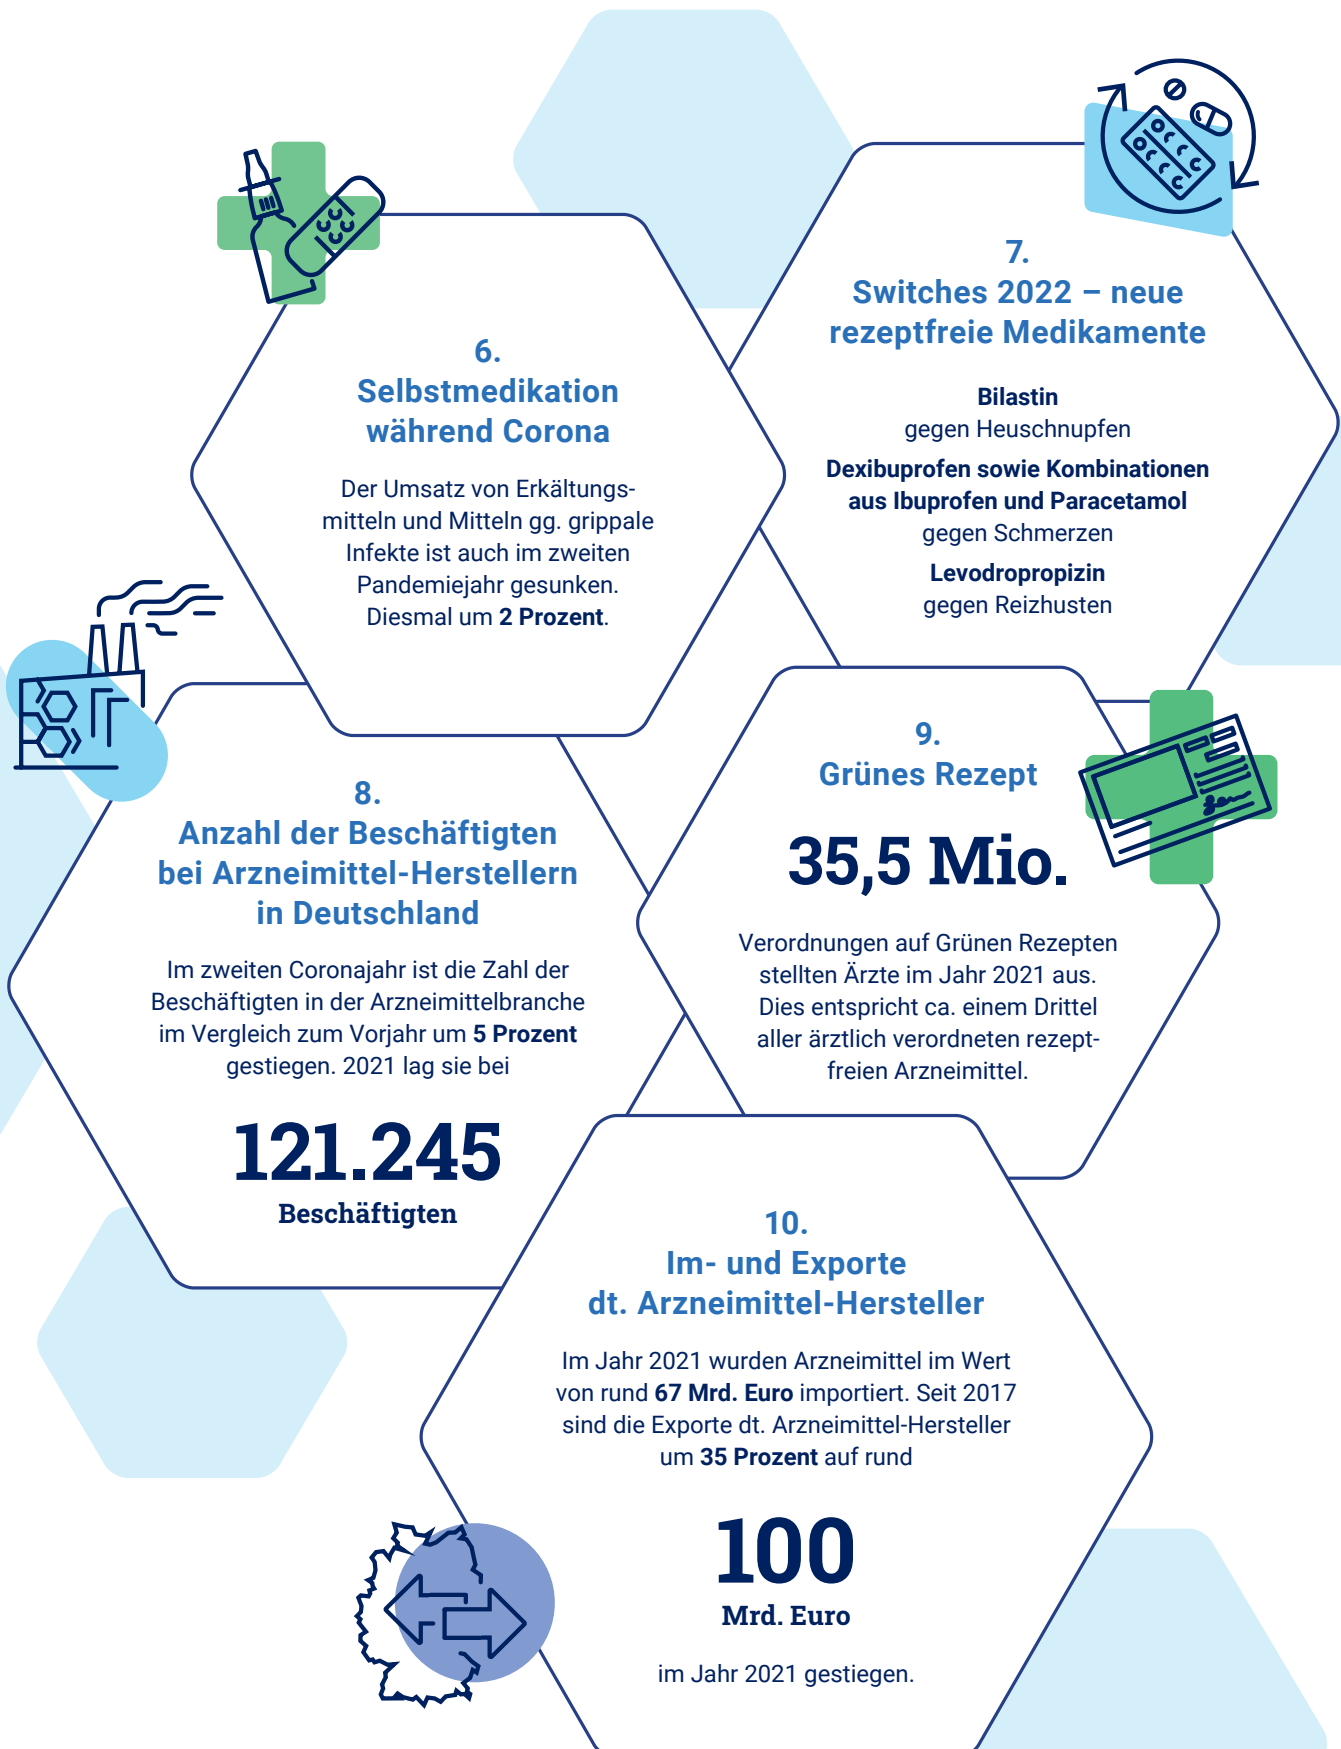 6.
Selbstmedikation
während Corona
Der Umsatz von Erkältungs-
mitteln und Mitteln gg. grippale
Infekte ist auch im zweiten
Pandemiejahr gesunken.
Diesmal um 2 Prozent.
7.
Switches 2022 – neue
rezeptfreie Medikamente
Bilastin
gegen Heuschnupfen
Dexibuprofen sowie Kombinationen
aus Ibuprofen und Paracetamol
gegen Schmerzen
Levodropropizin
gegen Reizhusten
8.
Anzahl der Beschäftigten
bei Arzneimittel-Herstellern
in Deutschland
Im zweiten Coronajahr ist die Zahl der
Beschäftigten in der Arzneimittelbranche
im Vergleich zum Vorjahr um 5 Prozent
gestiegen. 2021 lag sie bei
121.245
Beschäftigten
9.
Grünes Rezept
35,5 Mio.
Verordnungen auf Grünen Rezepten
stellten Ärzte im Jahr 2021 aus.
Dies entspricht ca. einem Drittel
aller ärztlich verordneten rezept-
freien Arzneimittel.
10.
Im- und Exporte
dt. Arzneimittel-Hersteller
Im Jahr 2021 wurden Arzneimittel im Wert
von rund 67 Mrd. Euro importiert. Seit 2017
sind die Exporte dt. Arzneimittel-Hersteller
um 35 Prozent auf rund
100
Mrd. Euro
im Jahr 2021 gestiegen.